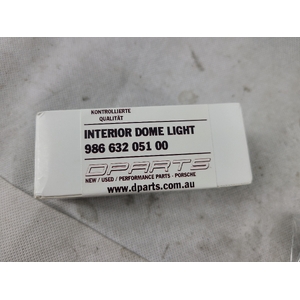 KONTROLLIERTE
QUALITÄT
INTERIOR DOME LIGHT
986 632 051 00
DPARTS
NEW / USED / PERFORMANCE PARTS - PORSCHE
www.dparts.com.au